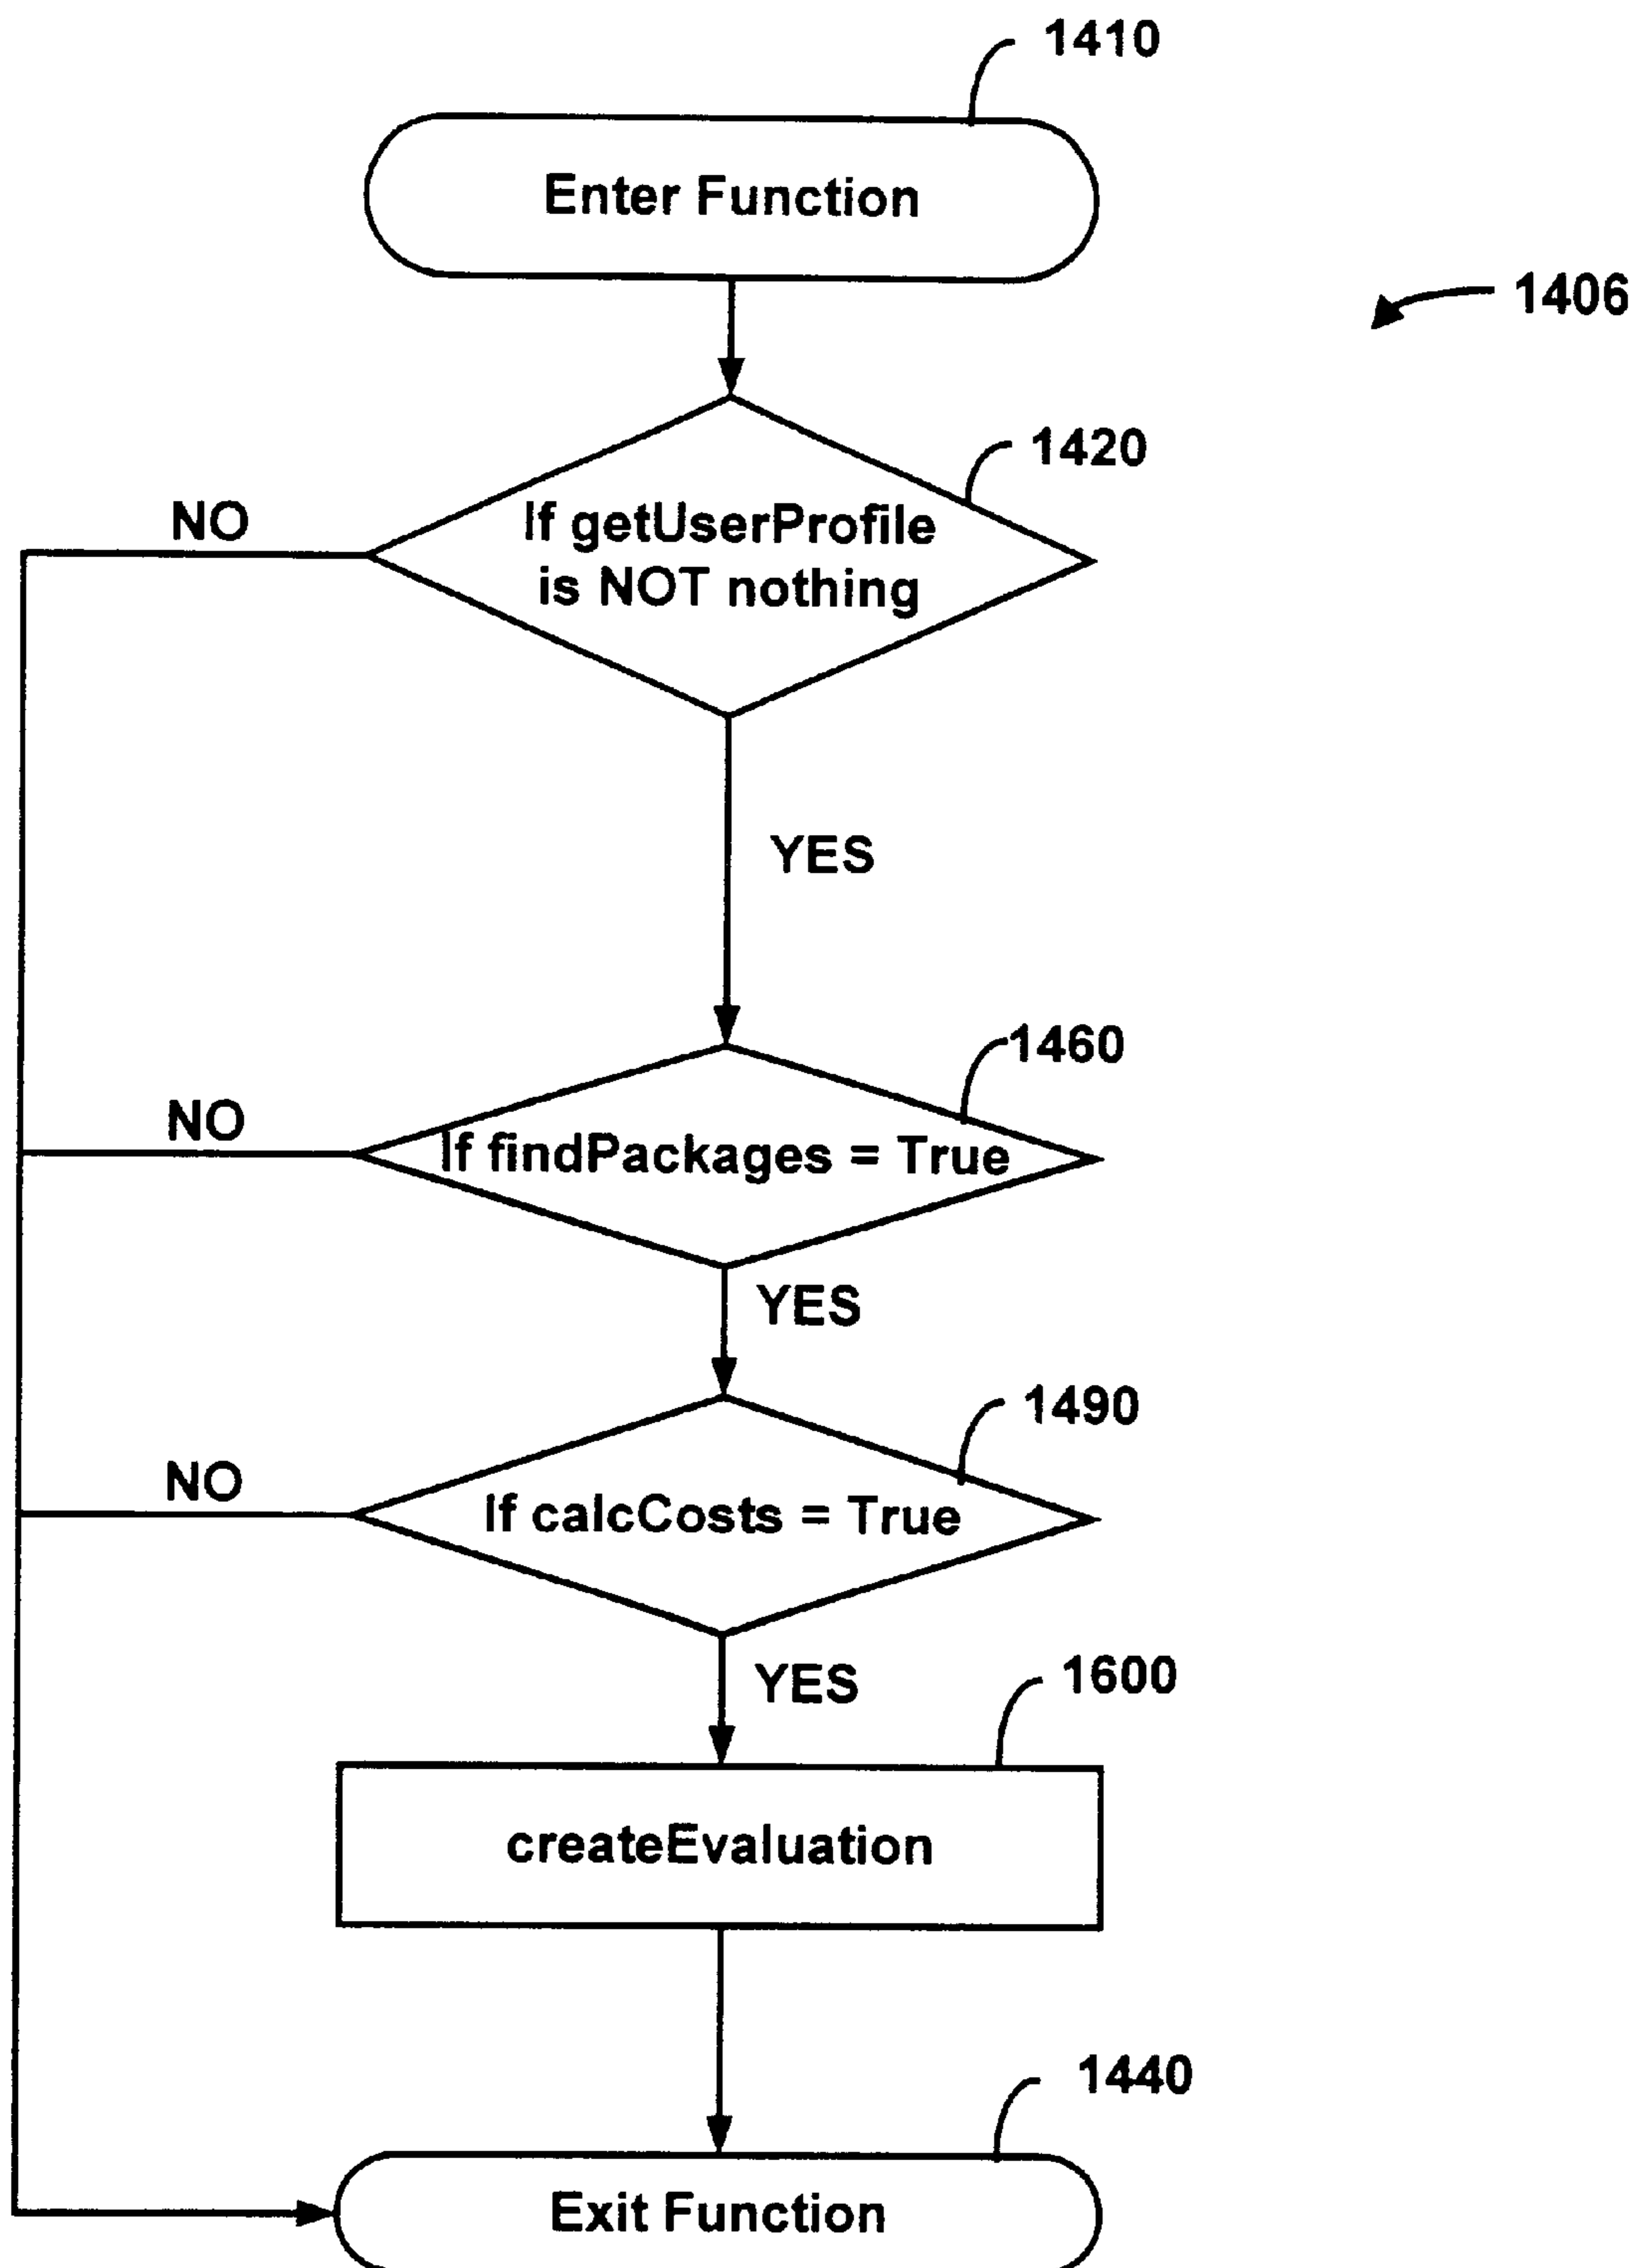 1410
Enter Function
1406
1420
NO
If getUserProfile
is NOT nothing
YES
1460
NO
If findPackages = True
YES
1490
NO
If calcCosts = True
YES
1600
createEvaluation
1440
Exit Function